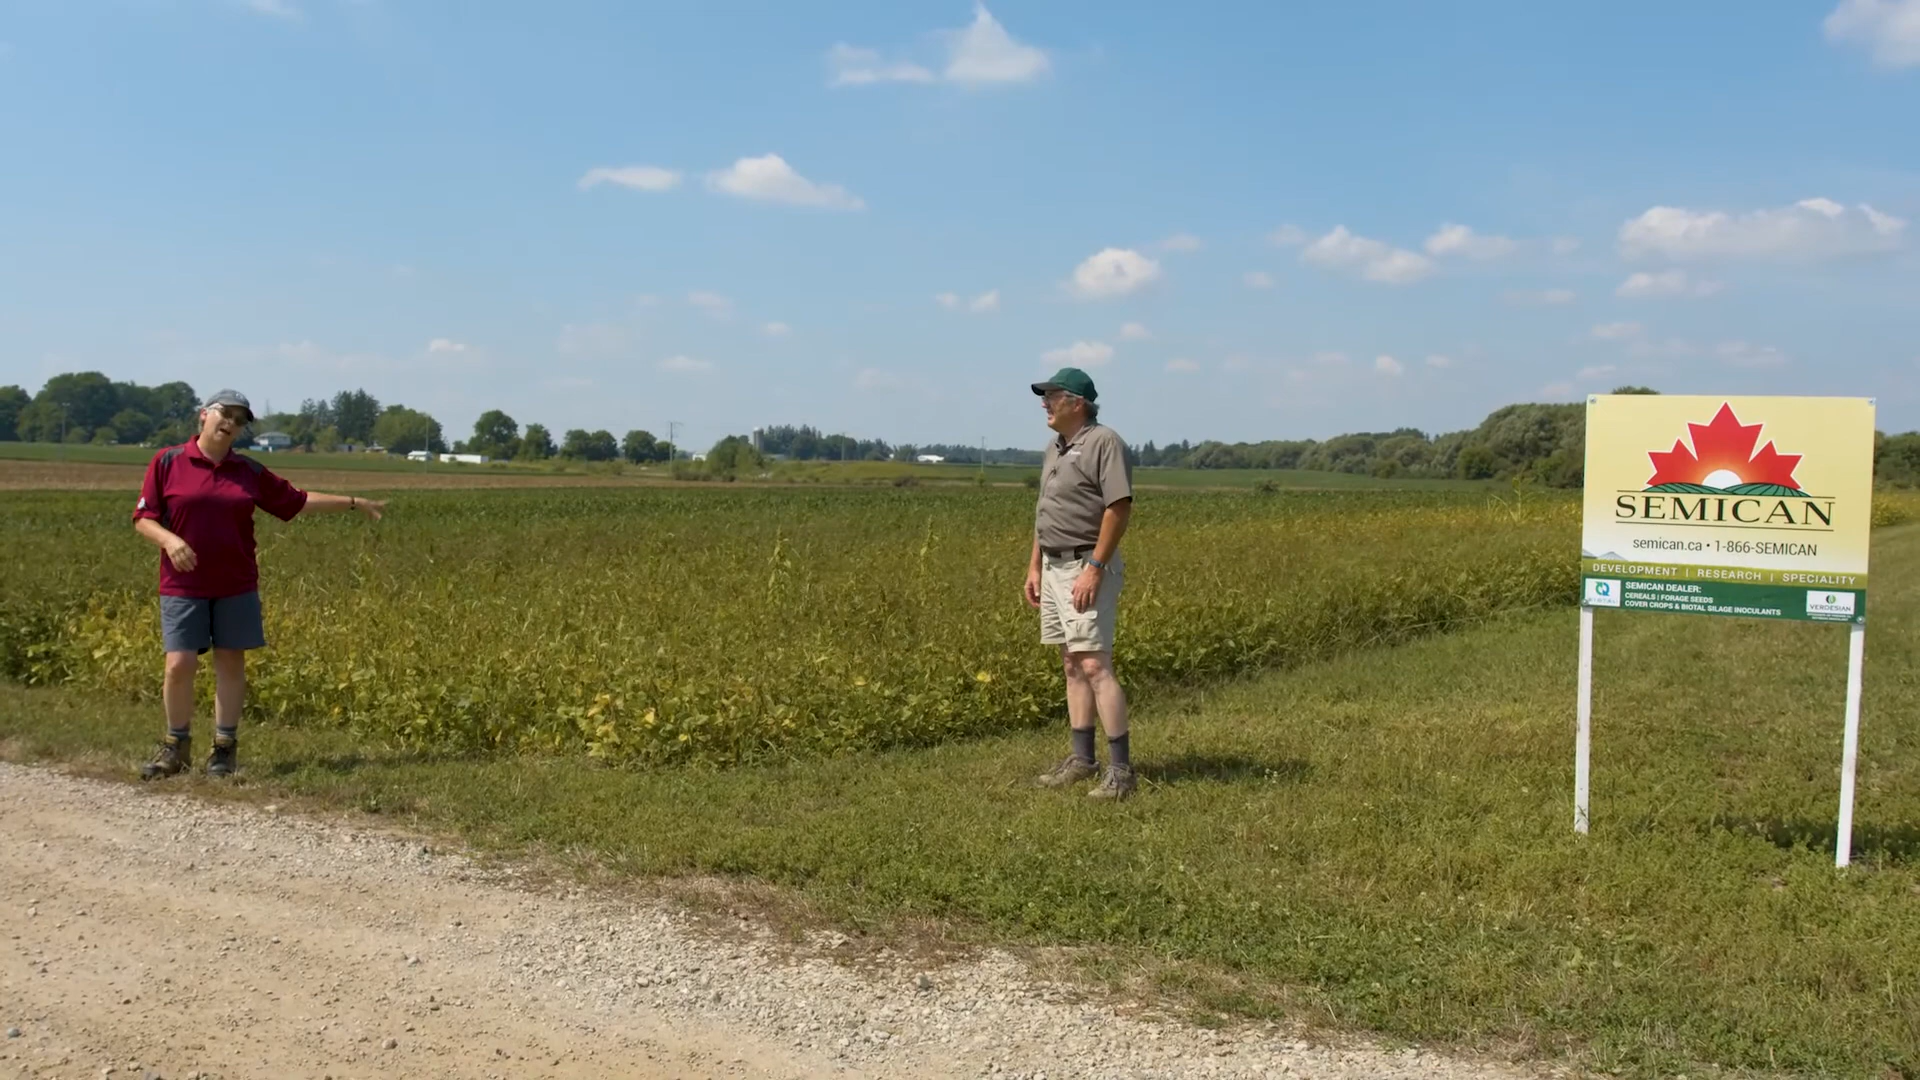 SEMICAN
semican.ca • 1-866-SEMICAN
DEVELOPMENT | RESEARCH | SPECIALITY
SEMICAN DEALER:
CEREALS | FORAGE SEEDS
COVER CROPS & BIOTAL SILAGE INOCULANTS
BIOTAL
VERDESIAN